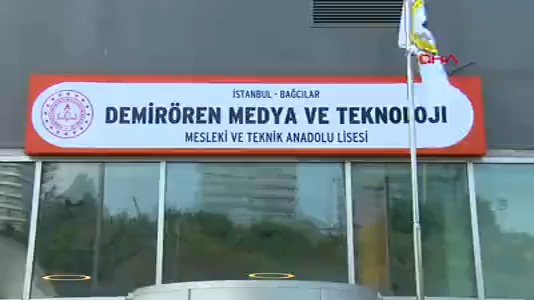 DHA
İSTANBUL - BAĞCILAR
DEMİRÖREN MEDYA VE TEKNOLOJİ
MESLEKİ VE TEKNİK ANADOLU LİSESİ